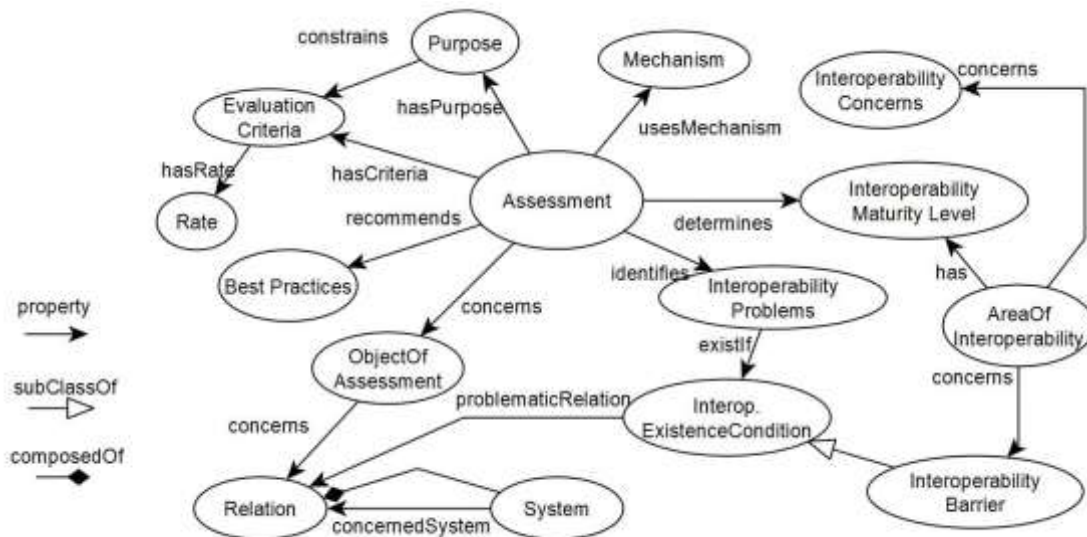 constrains
Purpose
Mechanism
Interoperability
Concerns
concerns
Evaluation
Criteria
hasPurpose
usesMechanism
hasRate
hasCriteria
Assessment
Interoperability
Maturity Level
Rate
recommends
determines
Best Practices
identifies
Interoperability
Problems
has
AreaOf
Interoperability
property
concerns
ObjectOf
Assessment
existIf
concerns
subClassOf
problematicRelation
Interop.
ExistenceCondition
concerns
composedOf
Relation
System
concernedSystem
Interoperability
Barrier